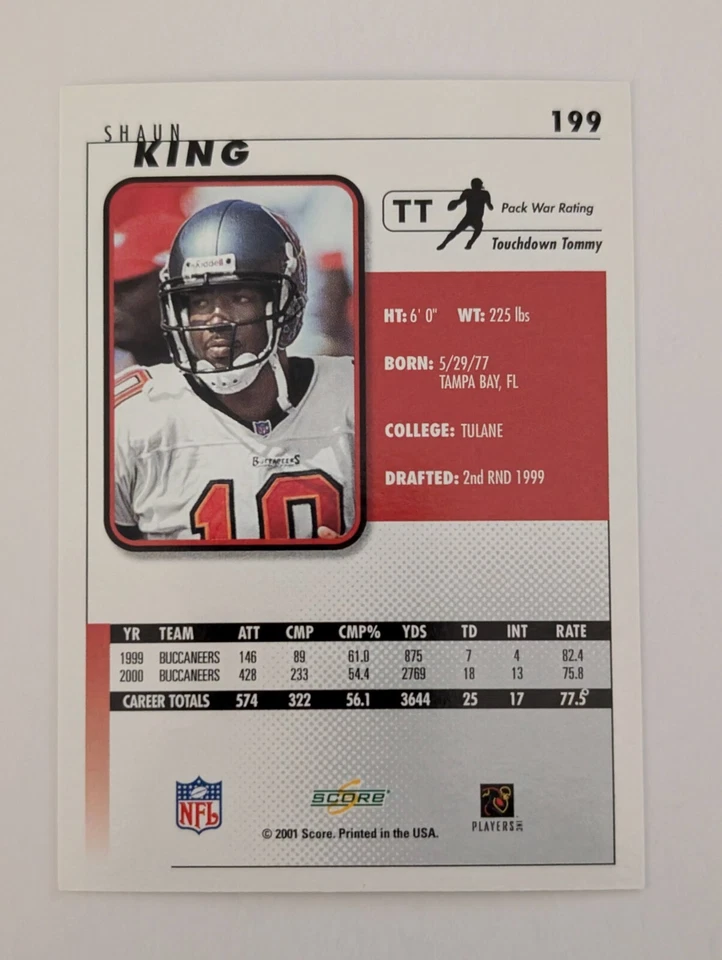 SHAUN
KING
199
TT
Pack War Rating
Touchdown Tommy
Riddell
BUCCANEERS
10
HT: 6' 0" WT: 225 lbs
BORN: 5/29/77
TAMPA BAY, FL
COLLEGE: TULANE
DRAFTED: 2nd RND 1999
YR TEAM ATT CMP CMP% YDS TD INT RATE
1999 BUCCANEERS 146 89 61.0 875 7 4 82.4
2000 BUCCANEERS 428 233 54.4 2769 18 13 75.8
CAREER TOTALS 574 322 56.1 3644 25 17 77.5
NFL
SCORE
PLAYERS INC
© 2001 Score. Printed in the USA.